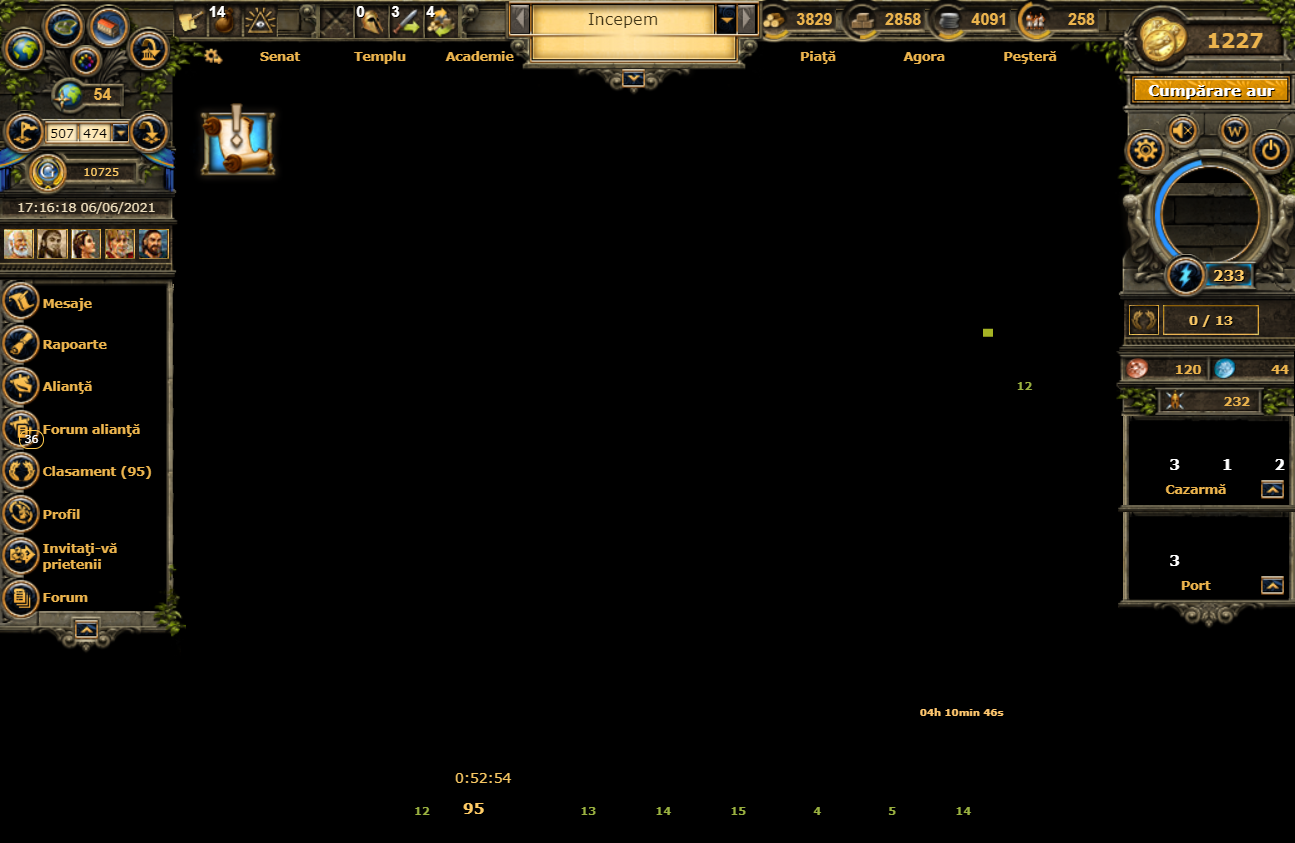 14
0
3
4
Incepem
3829
2858
4091
258
1227
Senat
Templu
Academie
Piaţă
Agora
Peşteră
54
Cumpărare aur
507
474
W
G
10725
17:16:18 06/06/2021
233
Mesaje
Rapoarte
Alianţă
Forum alianţă
36
Clasament (95)
Profil
Invitaţi-vă
prietenii
Forum
0 / 13
120
44
232
12
3
1
2
Cazarmă
3
Port
04h 10min 46s
0:52:54
12
95
13
14
15
4
5
14